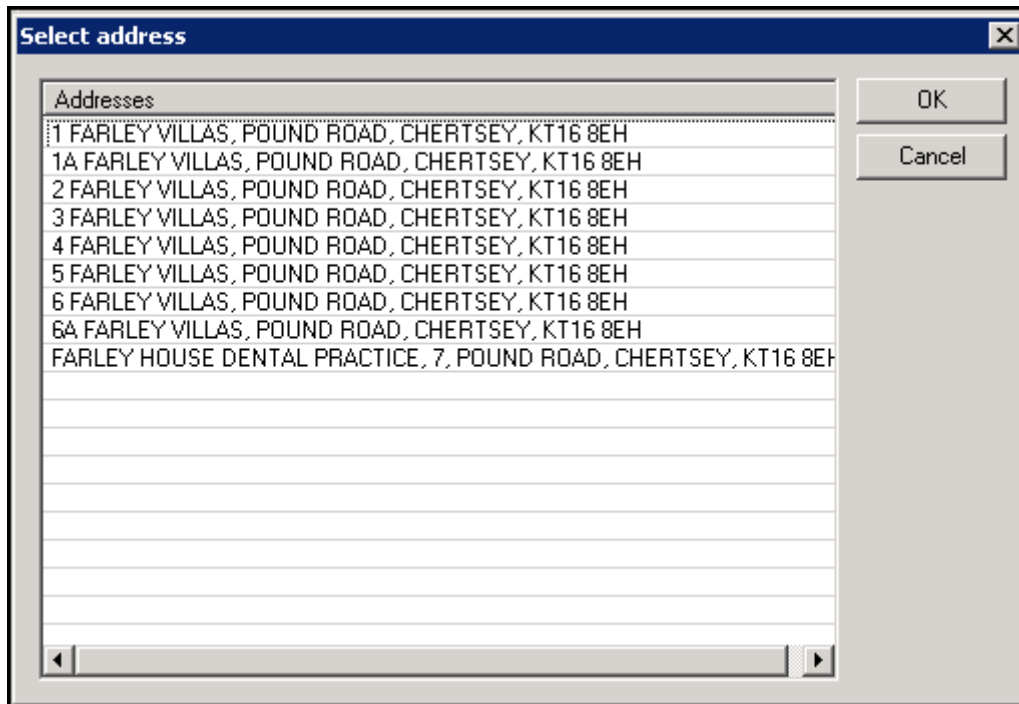 Select address
Addresses
OK
1 FARLEY VILLAS, POUND ROAD, CHERTSEY, KT16 8EH
1A FARLEY VILLAS, POUND ROAD, CHERTSEY, KT16 8EH
Cancel
2 FARLEY VILLAS, POUND ROAD, CHERTSEY, KT16 8EH
3 FARLEY VILLAS, POUND ROAD, CHERTSEY, KT16 8EH
4 FARLEY VILLAS, POUND ROAD, CHERTSEY, KT16 8EH
5 FARLEY VILLAS, POUND ROAD, CHERTSEY, KT16 8EH
6 FARLEY VILLAS, POUND ROAD, CHERTSEY, KT16 8EH
6A FARLEY VILLAS, POUND ROAD, CHERTSEY, KT16 8EH
FARLEY HOUSE DENTAL PRACTICE, 7, POUND ROAD, CHERTSEY, KT16 8EH